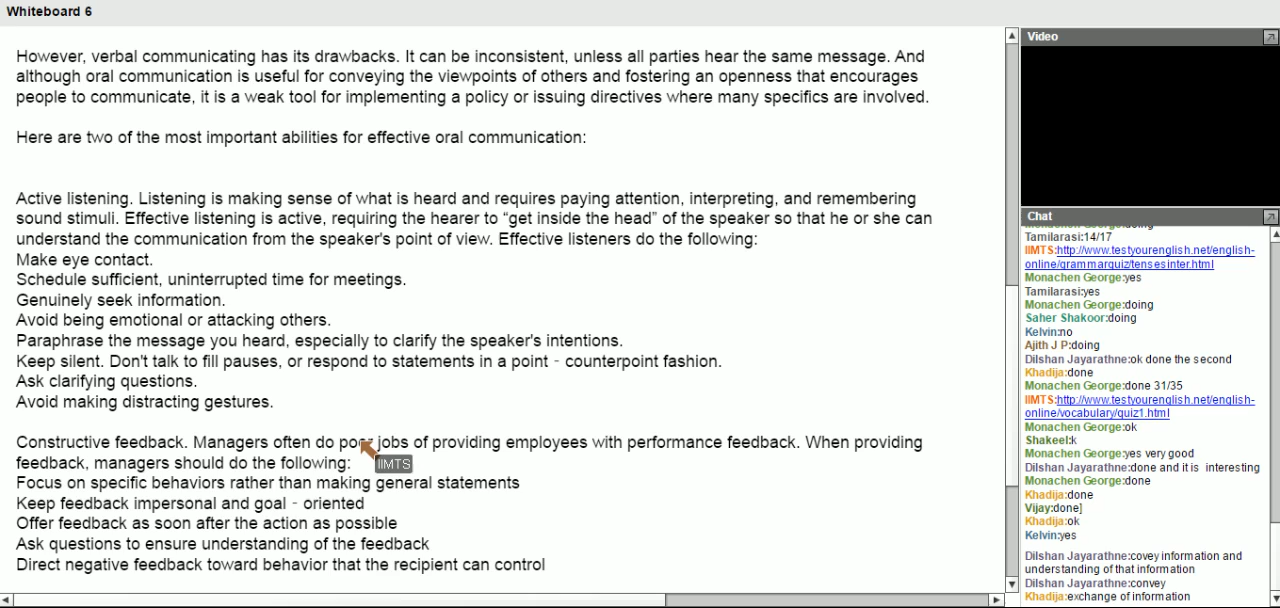 Whiteboard 6
However, verbal communicating has its drawbacks. It can be inconsistent, unless all parties hear the same message. And
although oral communication is useful for conveying the viewpoints of others and fostering an openness that encourages
people to communicate, it is a weak tool for implementing a policy or issuing directives where many specifics are involved.
Here are two of the most important abilities for effective oral communication:
Active listening. Listening is making sense of what is heard and requires paying attention, interpreting, and remembering
sound stimuli. Effective listening is active, requiring the hearer to “get inside the head” of the speaker so that he or she can
understand the communication from the speaker's point of view. Effective listeners do the following:
Make eye contact.
Schedule sufficient, uninterrupted time for meetings.
Genuinely seek information.
Avoid being emotional or attacking others.
Paraphrase the message you heard, especially to clarify the speaker's intentions.
Keep silent. Don't talk to fill pauses, or respond to statements in a point - counterpoint fashion.
Ask clarifying questions.
Avoid making distracting gestures.
Constructive feedback. Managers often do poor jobs of providing employees with performance feedback. When providing
feedback, managers should do the following:
IIMTS
Focus on specific behaviors rather than making general statements
Keep feedback impersonal and goal - oriented
Offer feedback as soon after the action as possible
Ask questions to ensure understanding of the feedback
Direct negative feedback toward behavior that the recipient can control
Video
Chat
Tamilarasi:14/17
IIMTS:http://www.testyourenglish.net/english-
online/grammarquiz/tensesinter.html
Monachen George:yes
Tamilarasi:yes
Monachen George:doing
Saher Shakoor:doing
Kelvin:no
Ajith J P:doing
Dilshan Jayarathne:ok done the second
Khadija:done
Monachen George:done 31/35
IIMTS:http://www.testyourenglish.net/english-
online/vocabulary/quiz1.html
Monachen George:ok
Shakeel:k
Monachen George:yes very good
Dilshan Jayarathne:done and it is interesting
Monachen George:done
Khadija:done
Vijay:done]
Khadija:ok
Kelvin:yes
Dilshan Jayarathne:covey information and
understanding of that information
Dilshan Jayarathne:convey
Khadija:exchange of information